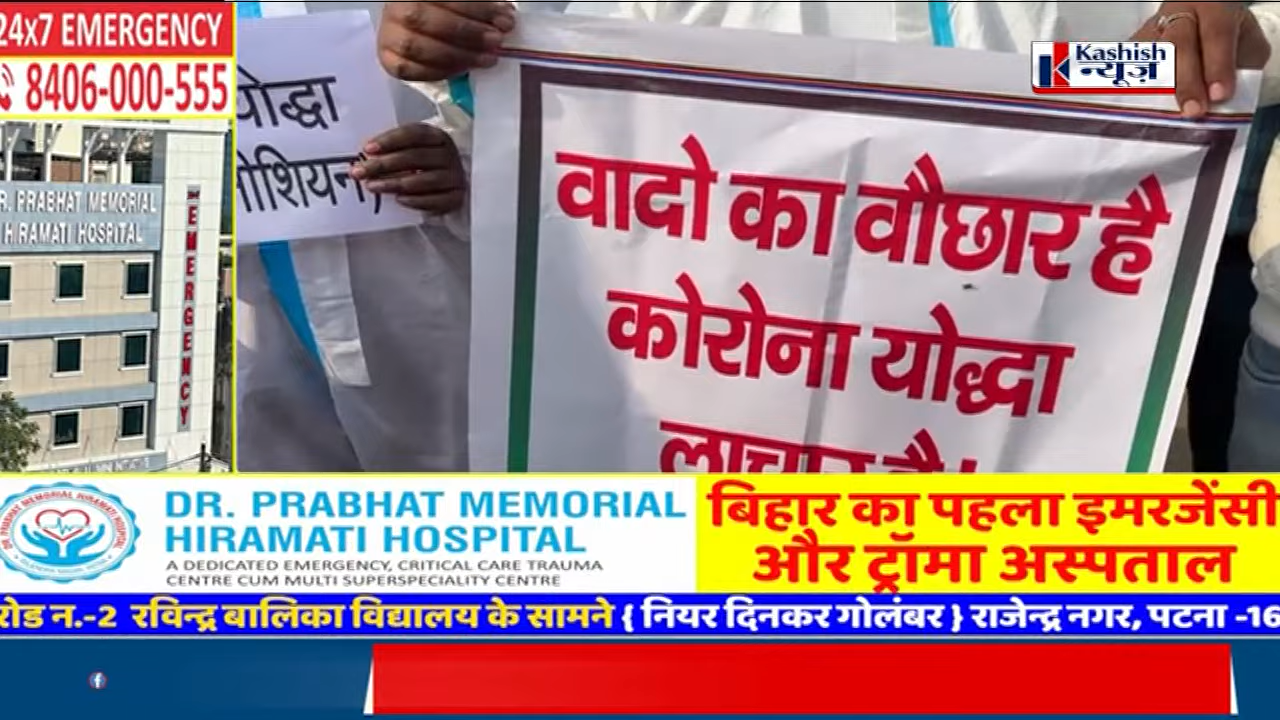 24x7 EMERGENCY
8406-000-555
DR. PRABHAT MEMORIAL
HIRAMATI HOSPITAL
EMERGENCY
योद्धा
Kashish
न्यूज़
वादो का वौछार है
कोरोना योद्धा
लाचार है!
DR. PRABHAT MEMORIAL
HIRAMATI HOSPITAL
A DEDICATED EMERGENCY, CRITICAL CARE TRAUMA
CENTRE CUM MULTI SUPERSPECIALITY CENTRE
बिहार का पहला इमरजेंसी
और ट्रॉमा अस्पताल
रोड न.-2 रविन्द्र बालिका विद्यालय के सामने { नियर दिनकर गोलंबर } राजेन्द्र नगर, पटना -16